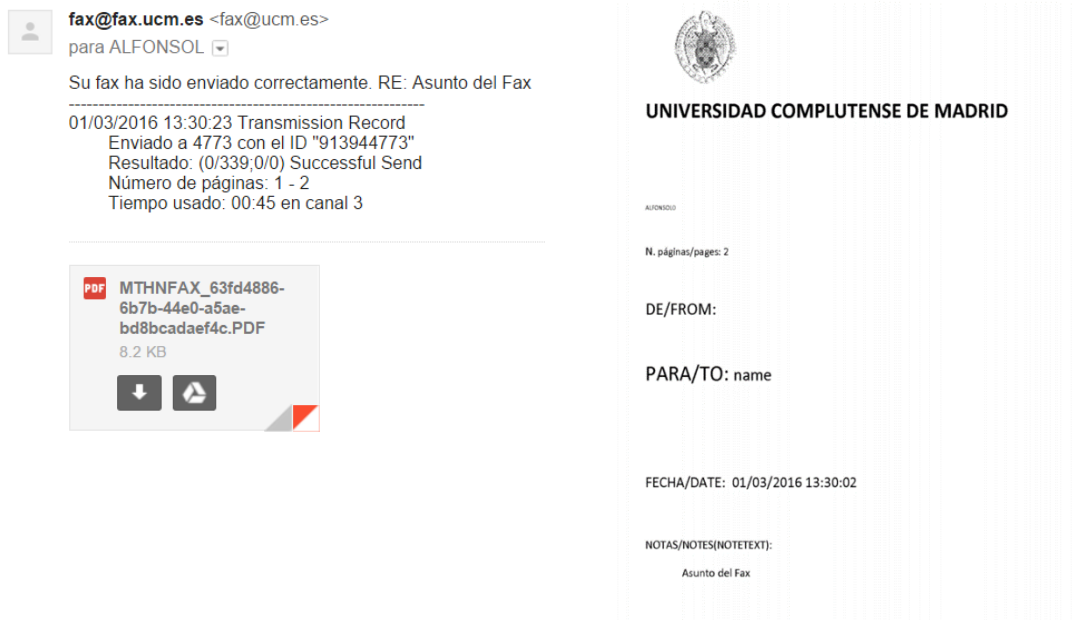 fax@fax.ucm.es <fax@ucm.es>
para ALFONSOL
Su fax ha sido enviado correctamente. RE: Asunto del Fax
------------------------------------------------------------
01/03/2016 13:30:23 Transmission Record
Enviado a 4773 con el ID "913944773"
Resultado: (0/339;0/0) Successful Send
Número de páginas: 1 - 2
Tiempo usado: 00:45 en canal 3
PDF
MTHNFAX_63fd4886-
6b7b-44e0-a5ae-
bd8bcadaef4c.PDF
8.2 KB
UNIVERSIDAD COMPLUTENSE DE MADRID
ALFONSOLO
N. páginas/pages: 2
DE/FROM:
PARA/TO: name
FECHA/DATE: 01/03/2016 13:30:02
NOTAS/NOTES(NOTETEXT):
Asunto del Fax